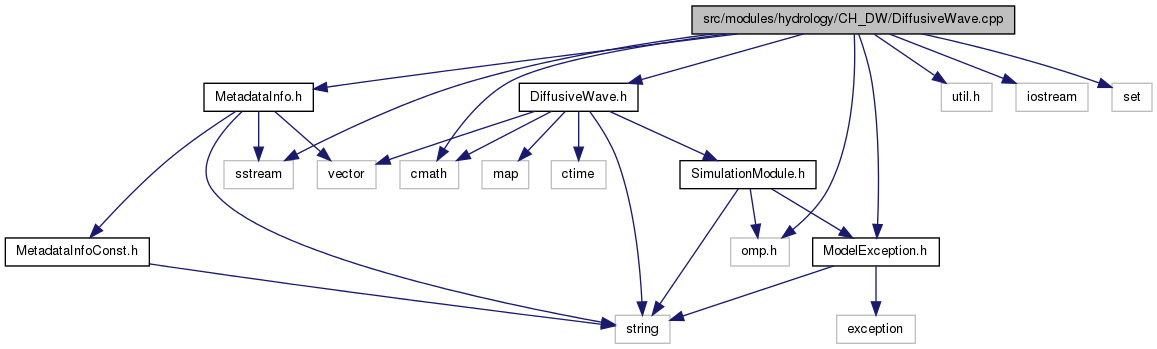 src/modules/hydrology/CH_DW/DiffusiveWave.cpp
MetadataInfo.h
DiffusiveWave.h
util.h
iostream
set
sstream
vector
cmath
map
ctime
SimulationModule.h
MetadataInfoConst.h
omp.h
ModelException.h
string
exception